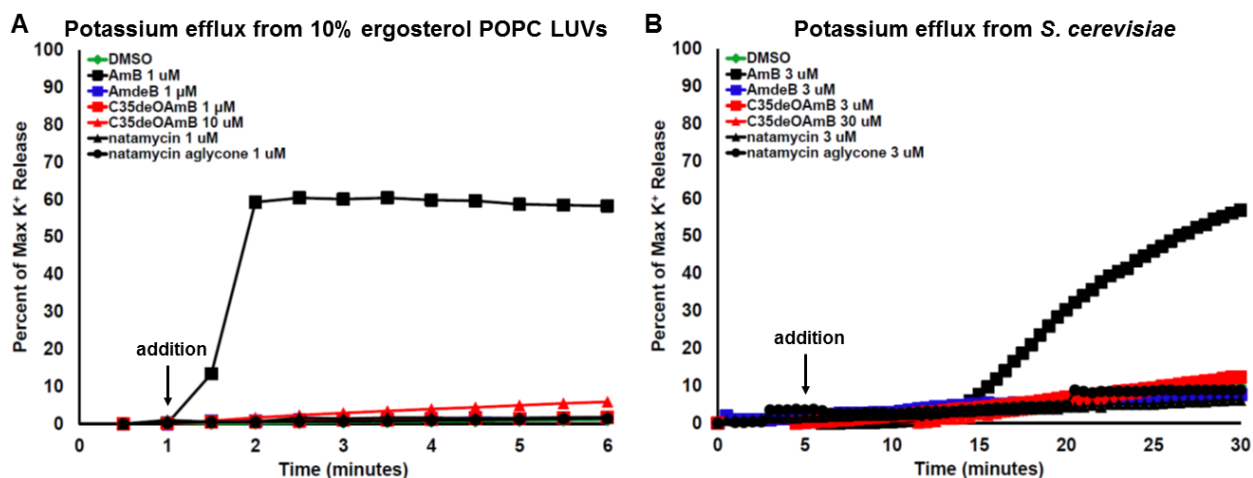 A Potassium efflux from 10% ergosterol POPC LUVs
Percent of Max K⁺ Release
100
90
80
70
60
50
40
30
20
10
0
DMSO
AmB 1 uM
AmdeB 1 µM
C35deOAmB 1 µM
C35deOAmB 10 uM
natamycin 1 uM
natamycin aglycone 1 uM
addition
0 1 2 3 4 5 6
Time (minutes)
B Potassium efflux from S. cerevisiae
Percent of Max K⁺ Release
100
90
80
70
60
50
40
30
20
10
0
DMSO
AmB 3 uM
AmdeB 3 uM
C35deOAmB 3 uM
C35deOAmB 30 uM
natamycin 3 uM
natamycin aglycone 3 uM
addition
0 5 10 15 20 25 30
Time (minutes)